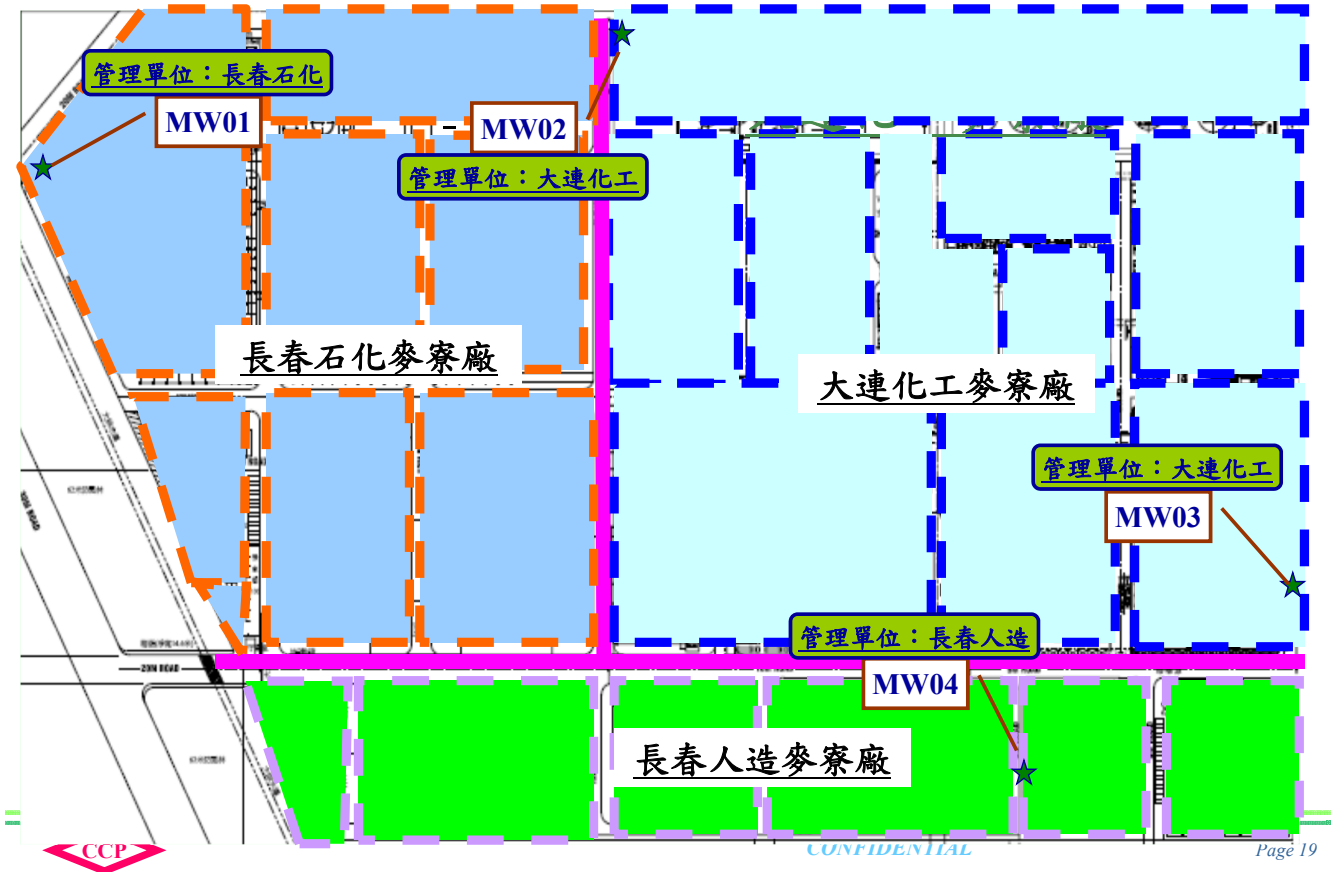 管理單位：長春石化
MW01
MW02
管理單位：大連化工
長春石化麥寮廠
大連化工麥寮廠
管理單位：大連化工
MW03
管理單位：長春人造
20M ROAD
MW04
長春人造麥寮廠
CCP
CONFIDENTIAL
Page 19